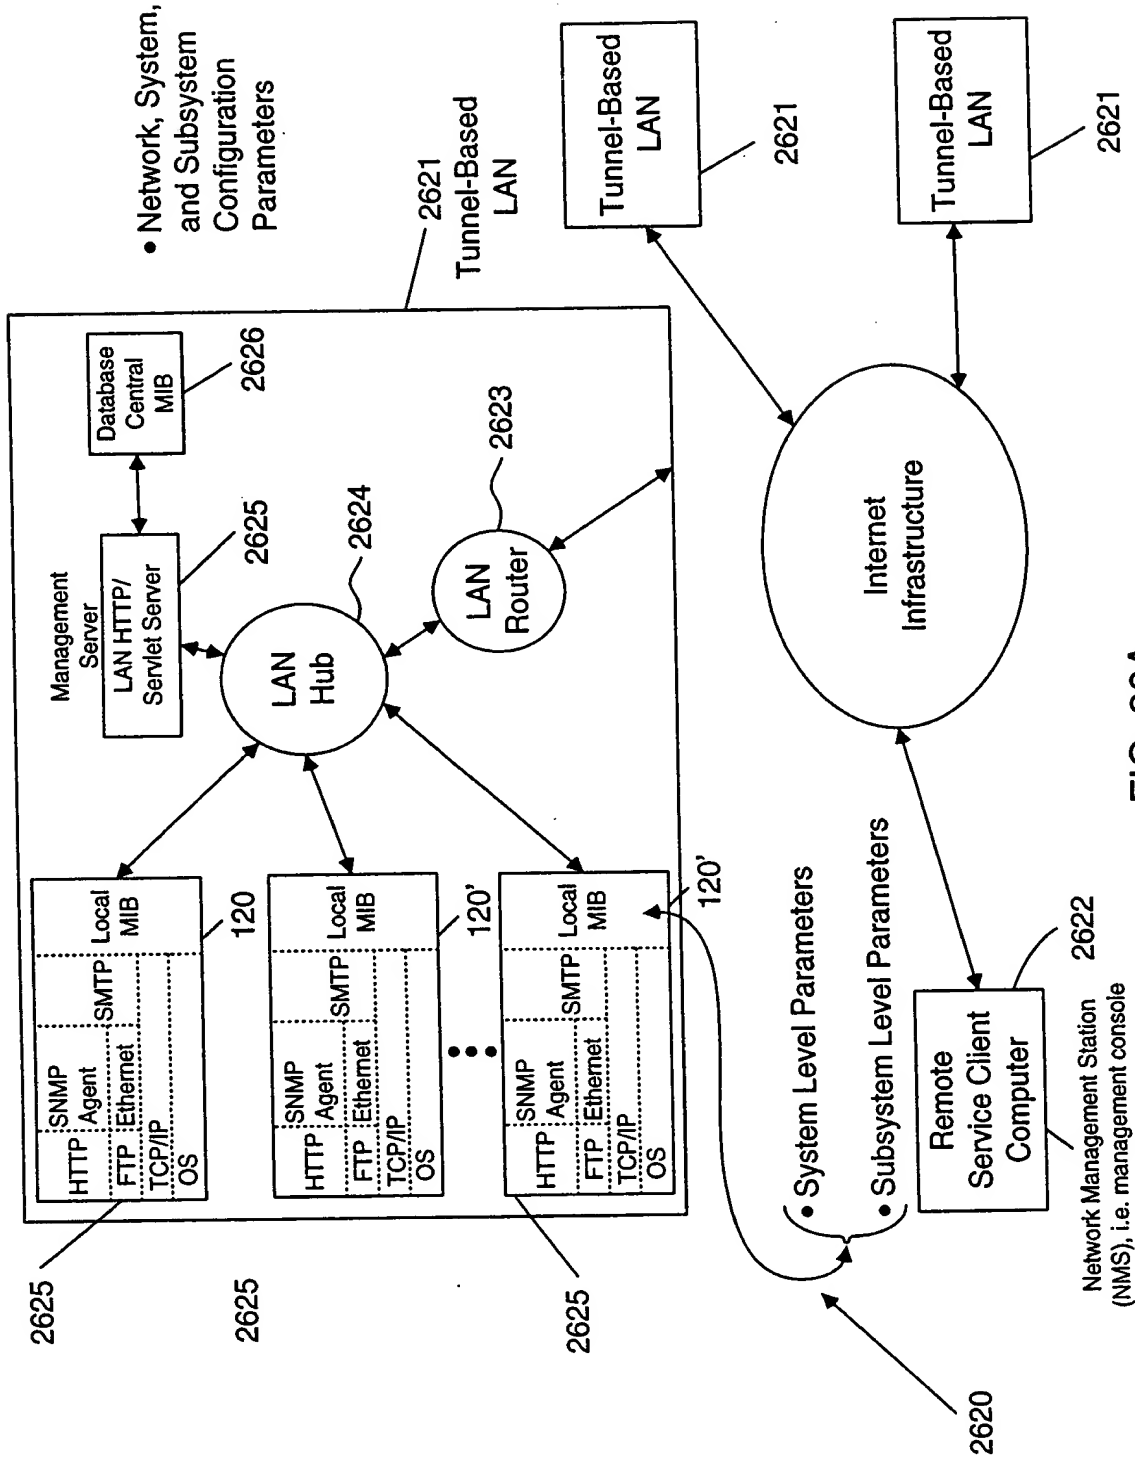 • Network, System,
and Subsystem
Configuration
Parameters
2621
Tunnel-Based
LAN
Management
Server
LAN HTTP/
Servlet Server
2625
Database
Central
MIB
2626
LAN
Hub
2624
LAN
Router
2623
HTTP
SNMP
Agent
SMTP
Local
MIB
FTP
Ethernet
TCP/IP
OS
120
2625
HTTP
SNMP
Agent
SMTP
Local
MIB
FTP
Ethernet
TCP/IP
OS
120'
2625
HTTP
SNMP
Agent
SMTP
Local
MIB
FTP
Ethernet
TCP/IP
OS
120'
2625
Tunnel-Based
LAN
2621
Tunnel-Based
LAN
2621
Internet
Infrastructure
• System Level Parameters
• Subsystem Level Parameters
2620
Remote
Service Client
Computer
2622
Network Management Station
(NMS), i.e. management console